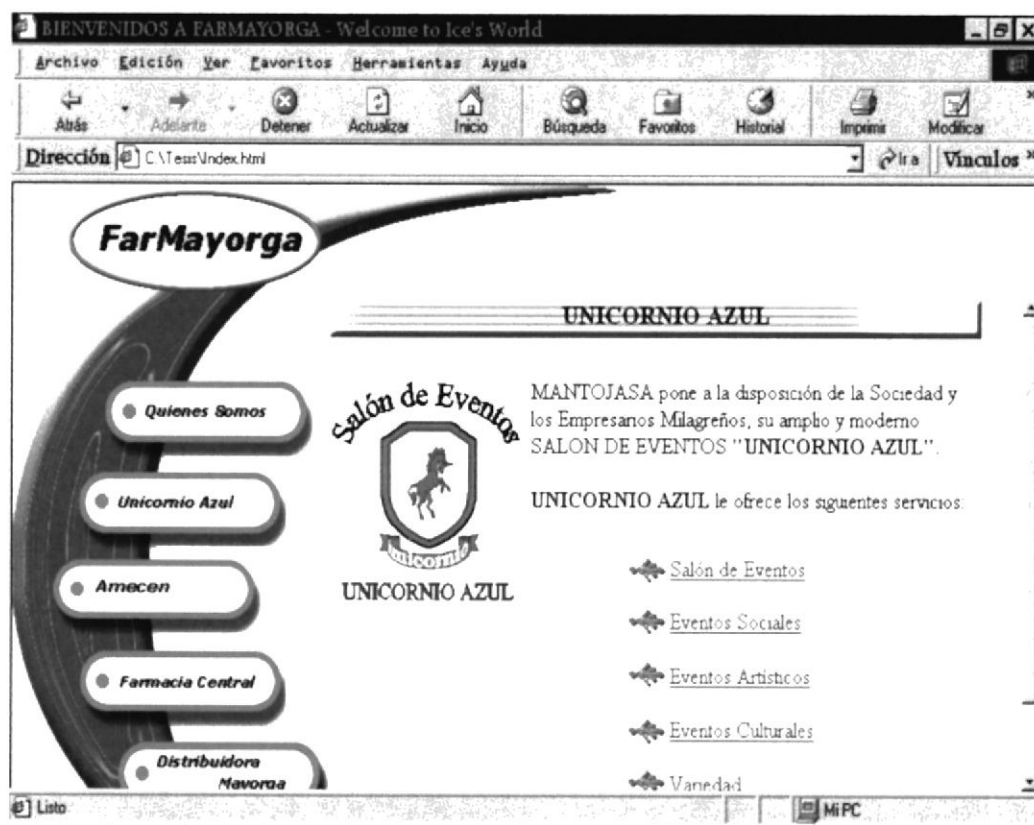 BIENVENIDOS A FARMAYORGA - Welcome to Ice's World
Archivo Edición Ver Favoritos Herramientas Ayuda
Atrás Adelante Detener Actualizar Inicio Búsqueda Favoritos Historial Imprimir Modificar
Dirección C:\Tesis\Index.html Ir a Vínculos »
FarMayorga
UNICORNIO AZUL
Quienes Somos
Unicornio Azul
Amecen
Farmacia Central
Distribuidora
Mayorga
Salón de Eventos
unicornio
UNICORNIO AZUL
MANTOJASA pone a la disposición de la Sociedad y
los Empresarios Milagreños, su amplio y moderno
SALON DE EVENTOS "UNICORNIO AZUL".
UNICORNIO AZUL le ofrece los siguientes servicios:
Salón de Eventos
Eventos Sociales
Eventos Artísticos
Eventos Culturales
Variedad
Listo
Mi PC